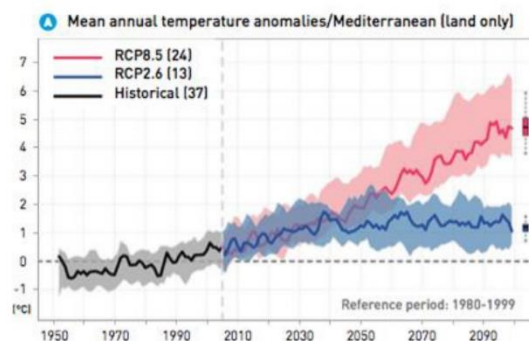 A Mean annual temperature anomalies/Mediterranean (land only)
7
RCP8.5 (24)
6
RCP2.6 (13)
5
Historical (37)
4
3
2
1
0
-1
(°C)
Reference period: 1980-1999
1950 1970 1990 2010 2030 2050 2070 2090